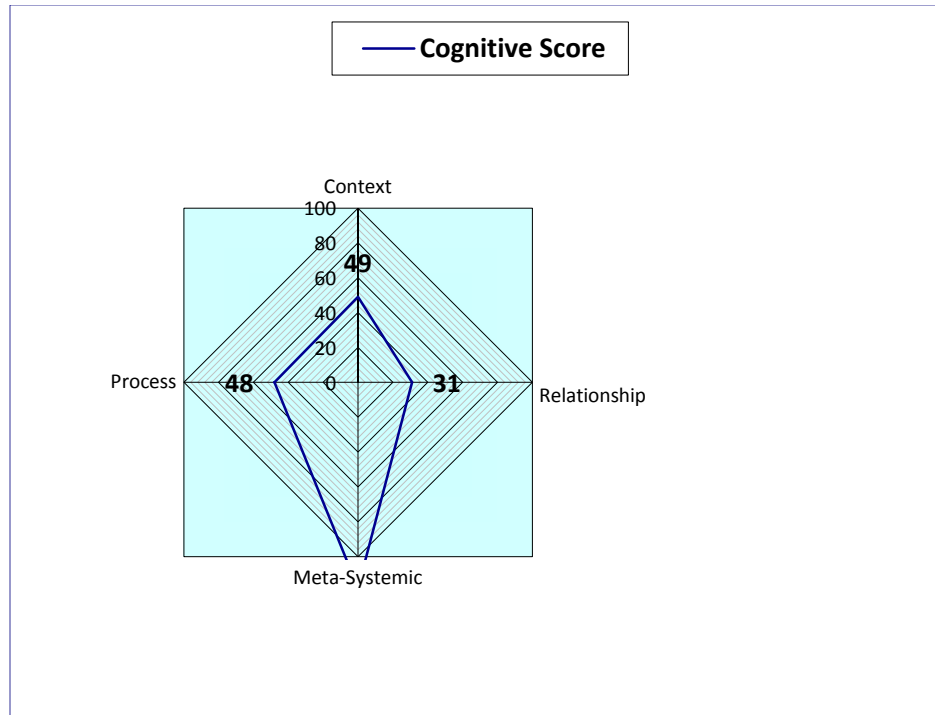 Cognitive Score
Context
100
80
49
60
40
20
Process
48
0
31
Relationship
Meta-Systemic